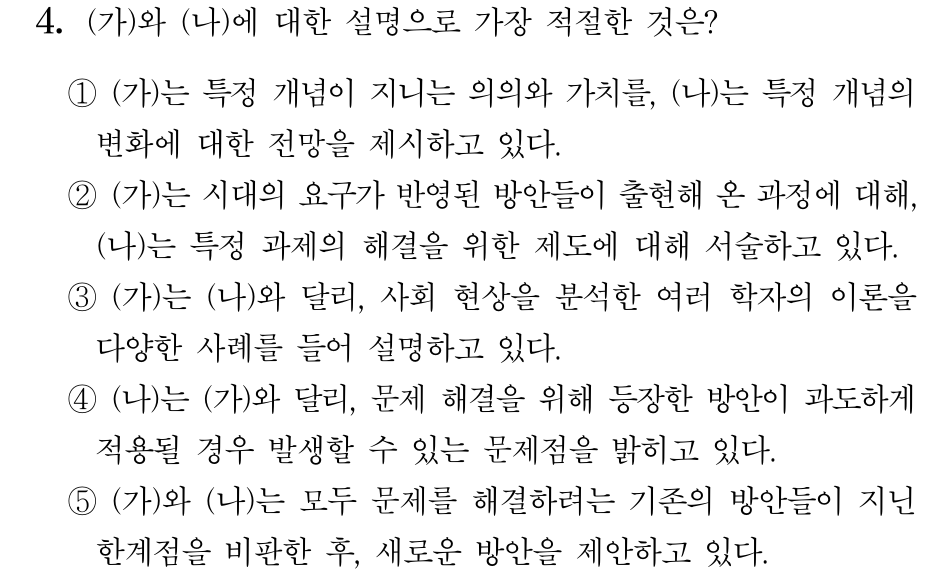 4. (가)와 (나)에 대한 설명으로 가장 적절한 것은?
① (가)는 특정 개념이 지니는 의의와 가치를, (나)는 특정 개념의
변화에 대한 전망을 제시하고 있다.
② (가)는 시대의 요구가 반영된 방안들이 출현해 온 과정에 대해,
(나)는 특정 과제의 해결을 위한 제도에 대해 서술하고 있다.
③ (가)는 (나)와 달리, 사회 현상을 분석한 여러 학자의 이론을
다양한 사례를 들어 설명하고 있다.
④ (나)는 (가)와 달리, 문제 해결을 위해 등장한 방안이 과도하게
적용될 경우 발생할 수 있는 문제점을 밝히고 있다.
⑤ (가)와 (나)는 모두 문제를 해결하려는 기존의 방안들이 지닌
한계점을 비판한 후, 새로운 방안을 제안하고 있다.